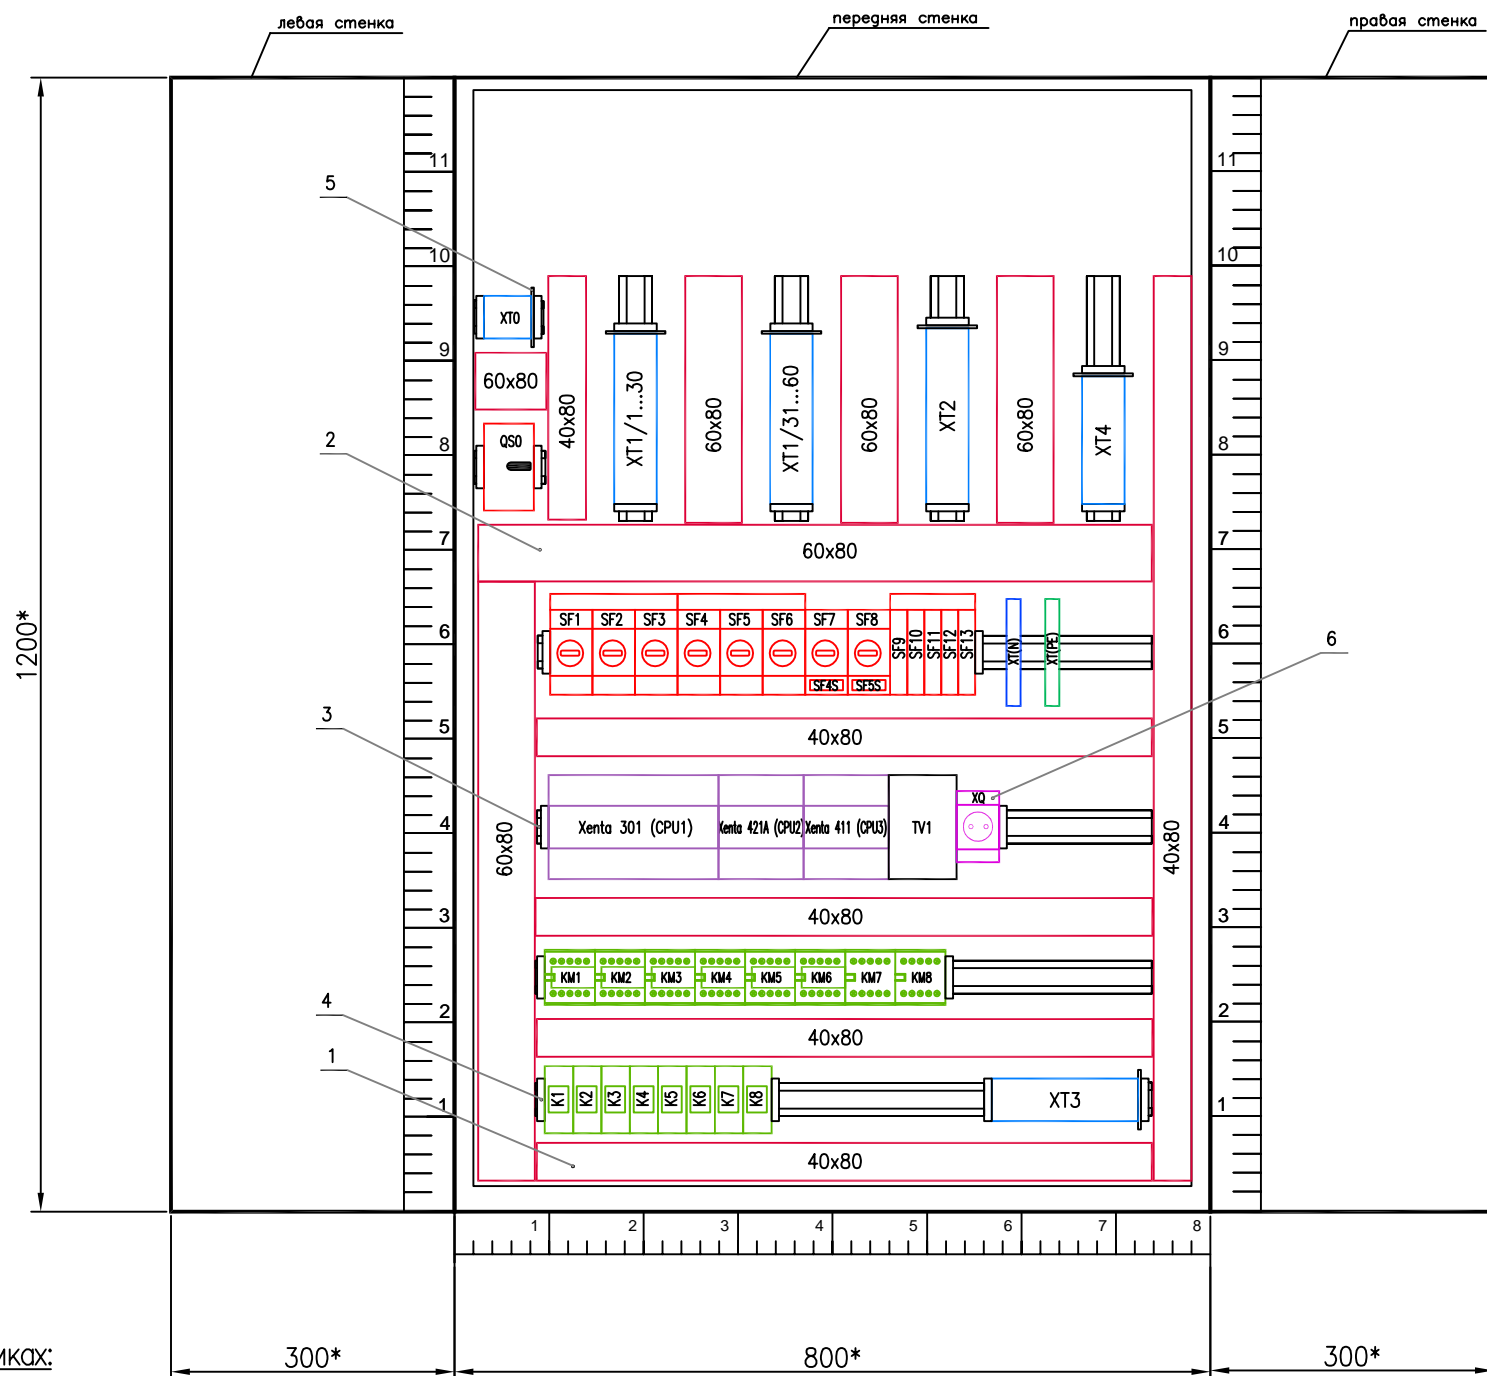 левая стенка
передняя стенка
правая стенка
11
11
5
10
10
XT0
9
9
60x80
40x80
XT1/1...30
60x80
XT1/31...60
60x80
XT2
60x80
XT4
2
8
QS0
8
7
60x80
7
1200*
6
SF1 SF2 SF3 SF4 SF5 SF6 SF7 SF8
SF9
SF10
SF11
SF12
SF13
XT(N)
XT(PE)
6
6
SF4S SF5S
3
5
40x80
5
XQ
4
60x80
Xenta 301 (CPU1)
Xenta 421A (CPU2)
Xenta 411 (CPU3)
TV1
40x80
4
3
40x80
3
KM1 KM2 KM3 KM4 KM5 KM6 KM7 KM8
4
2
40x80
2
1
1
K1 K2 K3 K4 K5 K6 K7 K8
XT3
1
40x80
1 2 3 4 5 6 7 8
300*
800*
300*